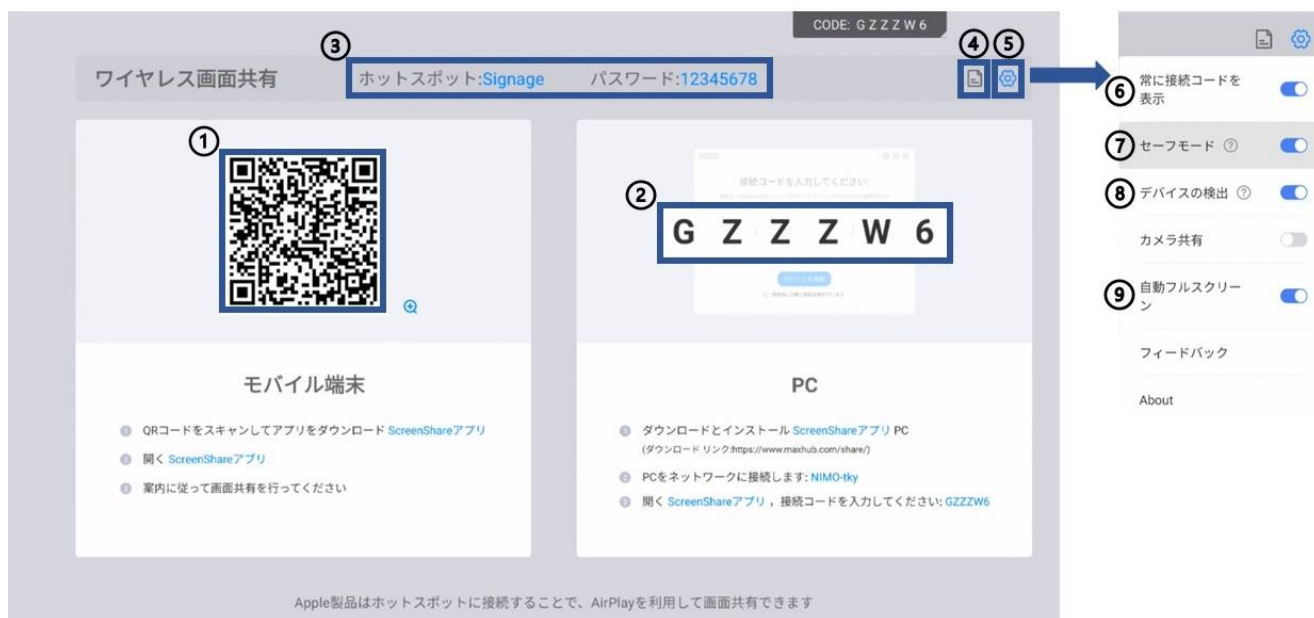 CODE: G Z Z Z W 6
③
④ ⑤
ワイヤレス画面共有
ホットスポット:Signage パスワード:12345678
①
②
接続コードを入力してください:
G Z Z Z W 6
モバイル端末
QRコードをスキャンしてアプリをダウンロード ScreenShareアプリ
開く ScreenShareアプリ
案内に従って画面共有を行ってください
PC
ダウンロードとインストール ScreenShareアプリ PC
(ダウンロード リンク:https://www.maxhub.com/share/)
PCをネットワークに接続します: NIMO-tky
開く ScreenShareアプリ , 接続コードを入力してください: GZZZW6
Apple製品はホットスポットに接続することで、AirPlayを利用して画面共有できます
⑥ 常に接続コードを
表示
⑦ セーフモード ?
⑧ デバイスの検出 ?
カメラ共有
⑨ 自動フルスクリー
ン
フィードバック
About